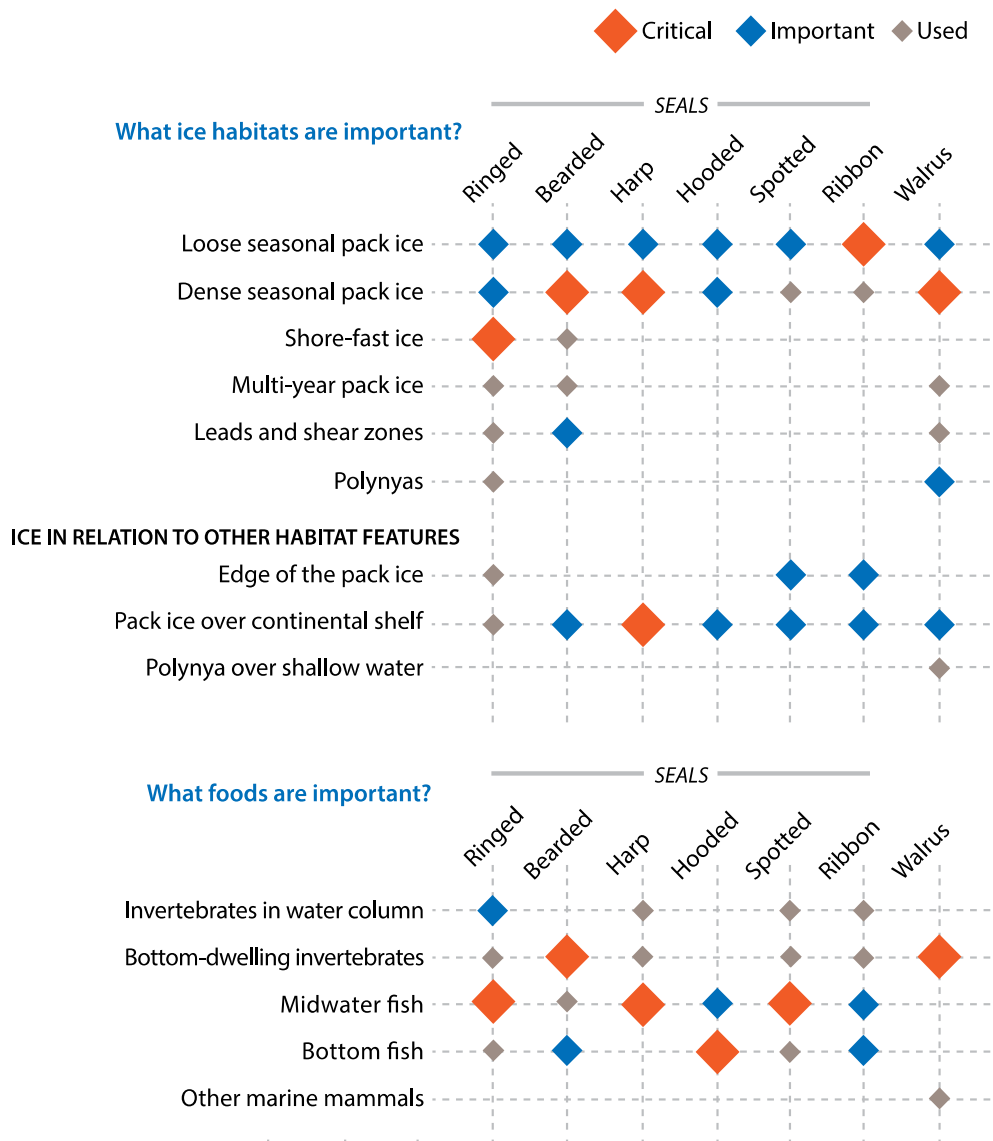 Critical Important Used
SEALS
What ice habitats are important?
Ringed Bearded Harp Hooded Spotted Ribbon Walrus
Loose seasonal pack ice
Dense seasonal pack ice
Shore-fast ice
Multi-year pack ice
Leads and shear zones
Polynyas
ICE IN RELATION TO OTHER HABITAT FEATURES
Edge of the pack ice
Pack ice over continental shelf
Polynya over shallow water
SEALS
What foods are important?
Ringed Bearded Harp Hooded Spotted Ribbon Walrus
Invertebrates in water column
Bottom-dwelling invertebrates
Midwater fish
Bottom fish
Other marine mammals